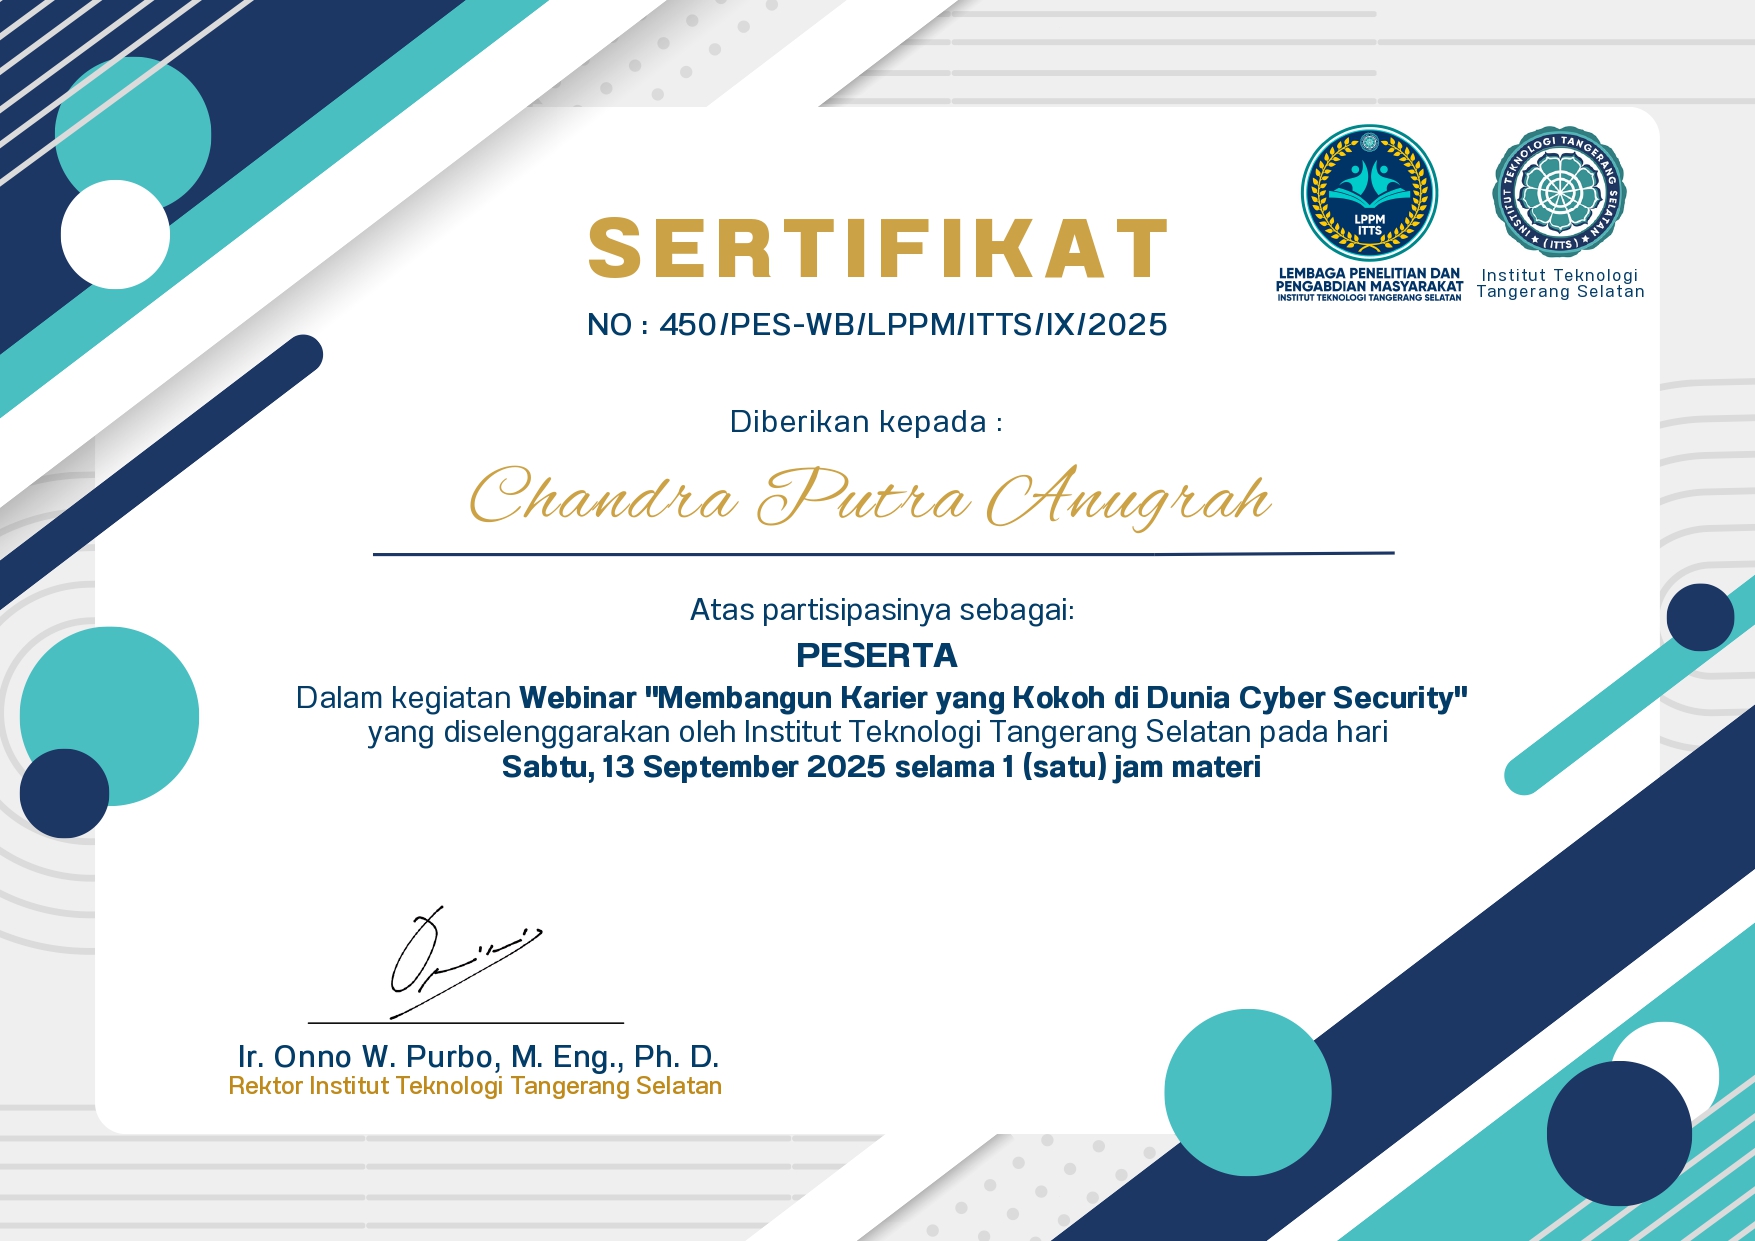 SERTIFIKAT
NO : 450/PES-WB/LPPM/ITTS/IX/2025
LPPM
ITTS
LEMBAGA PENELITIAN DAN
PENGABDIAN MASYARAKAT
INSTITUT TEKNOLOGI TANGERANG SELATAN
INSTITUT TEKNOLOGI TANGERANG SELATAN
(ITTS)
Institut Teknologi
Tangerang Selatan
Diberikan kepada :
Chandra Putra Anugrah
Atas partisipasinya sebagai:
PESERTA
Dalam kegiatan Webinar "Membangun Karier yang Kokoh di Dunia Cyber Security"
yang diselenggarakan oleh Institut Teknologi Tangerang Selatan pada hari
Sabtu, 13 September 2025 selama 1 (satu) jam materi
Ir. Onno W. Purbo, M. Eng., Ph. D.
Rektor Institut Teknologi Tangerang Selatan